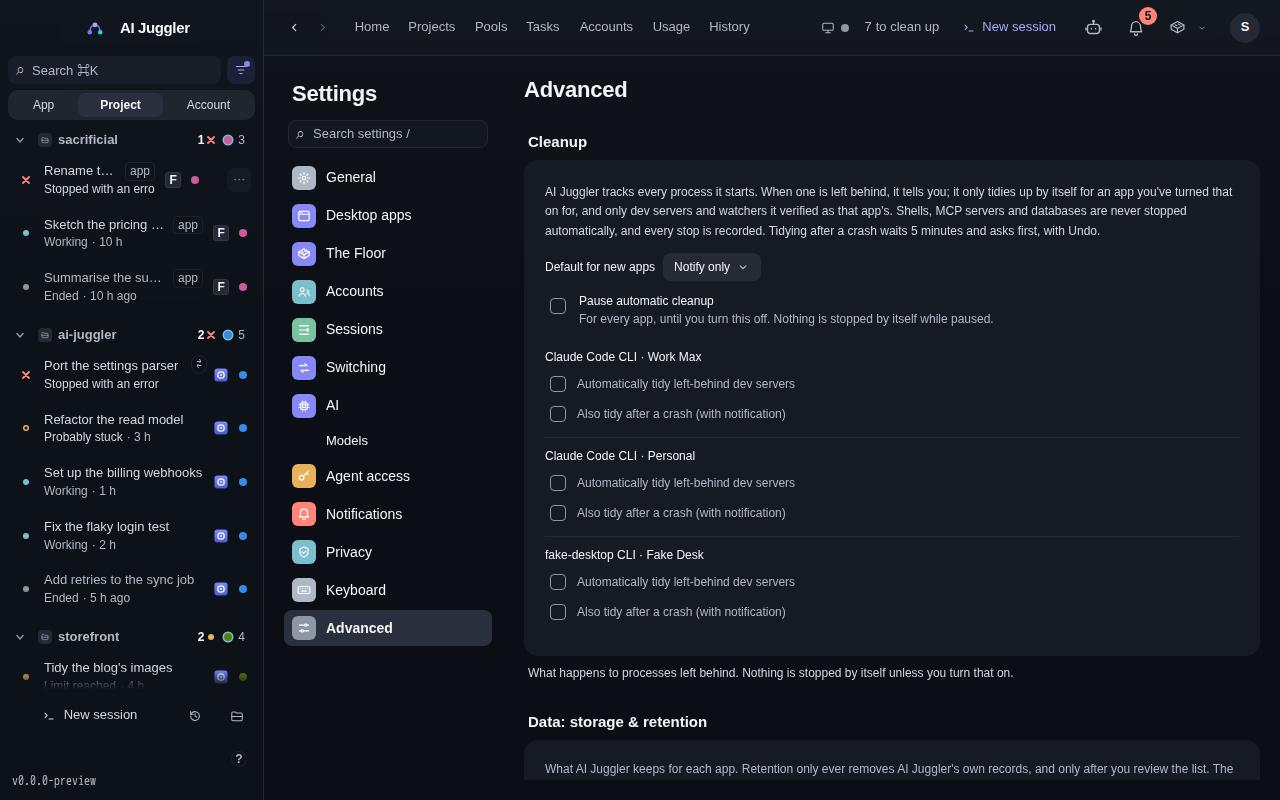 AI Juggler
Search ⌘K
App
Project
Account
sacrificial
1
3
Rename t…
app
Stopped with an erro
F
Sketch the pricing …
app
Working · 10 h
F
Summarise the su…
app
Ended · 10 h ago
F
ai-juggler
2
5
Port the settings parser
Stopped with an error
Refactor the read model
Probably stuck · 3 h
Set up the billing webhooks
Working · 1 h
Fix the flaky login test
Working · 2 h
Add retries to the sync job
Ended · 5 h ago
storefront
2
4
Tidy the blog's images
Limit reached · 4 h
New session
?
v0.0.0-preview
Home
Projects
Pools
Tasks
Accounts
Usage
History
7 to clean up
New session
5
S
Settings
Search settings /
General
Desktop apps
The Floor
Accounts
Sessions
Switching
AI
Models
Agent access
Notifications
Privacy
Keyboard
Advanced
Advanced
Cleanup
AI Juggler tracks every process it starts. When one is left behind, it tells you; it only tidies up by itself for an app you've turned that
on for, and only dev servers and watchers it verified as that app's. Shells, MCP servers and databases are never stopped
automatically, and every stop is recorded. Tidying after a crash waits 5 minutes and asks first, with Undo.
Default for new apps
Notify only
Pause automatic cleanup
For every app, until you turn this off. Nothing is stopped by itself while paused.
Claude Code CLI · Work Max
Automatically tidy left-behind dev servers
Also tidy after a crash (with notification)
Claude Code CLI · Personal
Automatically tidy left-behind dev servers
Also tidy after a crash (with notification)
fake-desktop CLI · Fake Desk
Automatically tidy left-behind dev servers
Also tidy after a crash (with notification)
What happens to processes left behind. Nothing is stopped by itself unless you turn that on.
Data: storage & retention
What AI Juggler keeps for each app. Retention only ever removes AI Juggler's own records, and only after you review the list. The